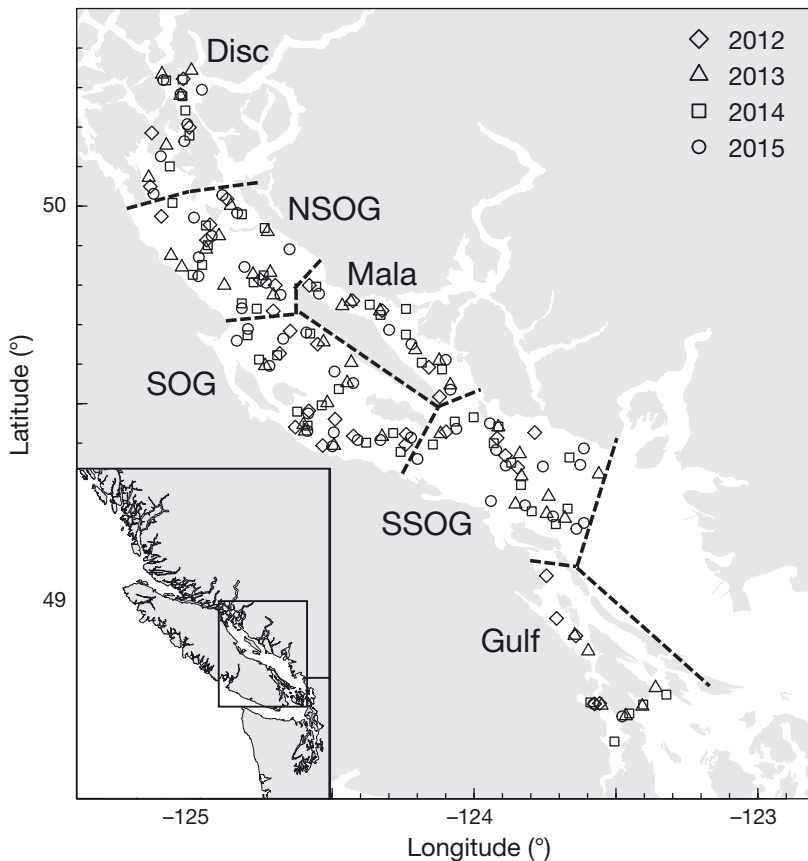 Disc
2012
2013
2014
2015
50
NSOG
Mala
SOG
SSOG
49
Gulf
Latitude (°)
−125
−124
−123
Longitude (°)